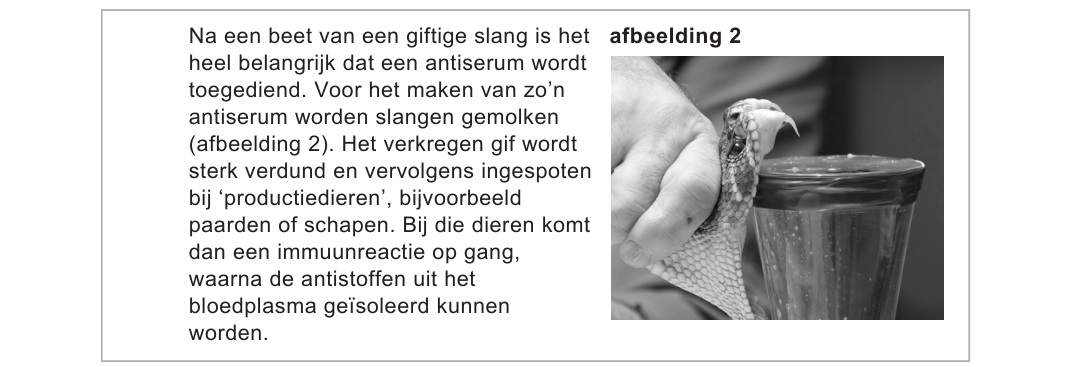 Na een beet van een giftige slang is het
heel belangrijk dat een antiserum wordt
toegediend. Voor het maken van zo’n
antiserum worden slangen gemolken
(afbeelding 2). Het verkregen gif wordt
sterk verdund en vervolgens ingespoten
bij ‘productiedieren’, bijvoorbeeld
paarden of schapen. Bij die dieren komt
dan een immuunreactie op gang,
waarna de antistoffen uit het
bloedplasma geïsoleerd kunnen
worden.
afbeelding 2